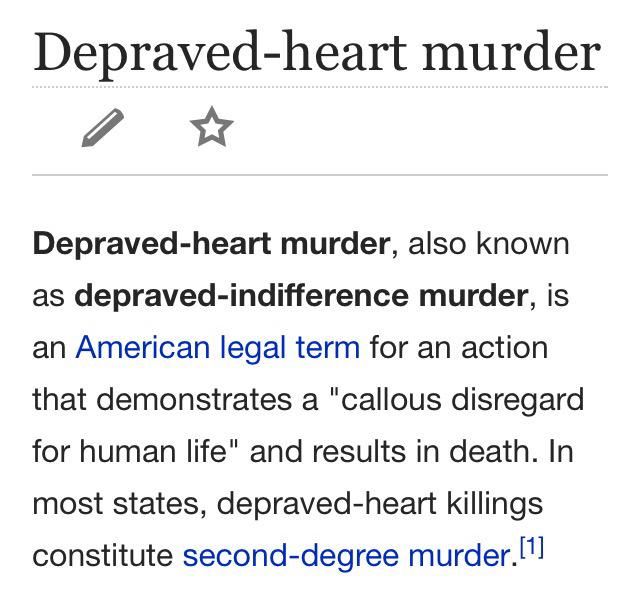 Depraved-heart murder
Depraved-heart murder, also known
as depraved-indifference murder, is
an American legal term for an action
that demonstrates a "callous disregard
for human life" and results in death. In
most states, depraved-heart killings
constitute second-degree murder.[1]